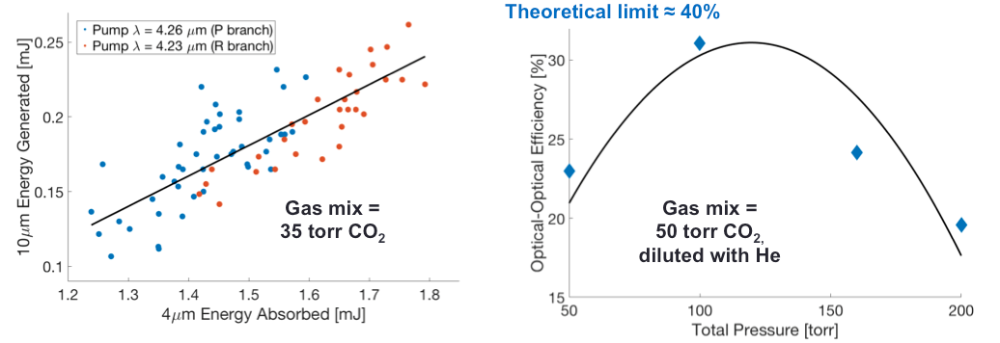 Theoretical limit ≈ 40%
Pump λ = 4.26 μm (P branch)
Pump λ = 4.23 μm (R branch)
10μm Energy Generated [mJ]
0.25
0.2
0.15
0.1
Gas mix =
35 torr CO₂
1.2 1.3 1.4 1.5 1.6 1.7 1.8
4μm Energy Absorbed [mJ]
Optical-Optical Efficiency [%]
30
25
20
15
Gas mix =
50 torr CO₂,
diluted with He
50 100 150 200
Total Pressure [torr]